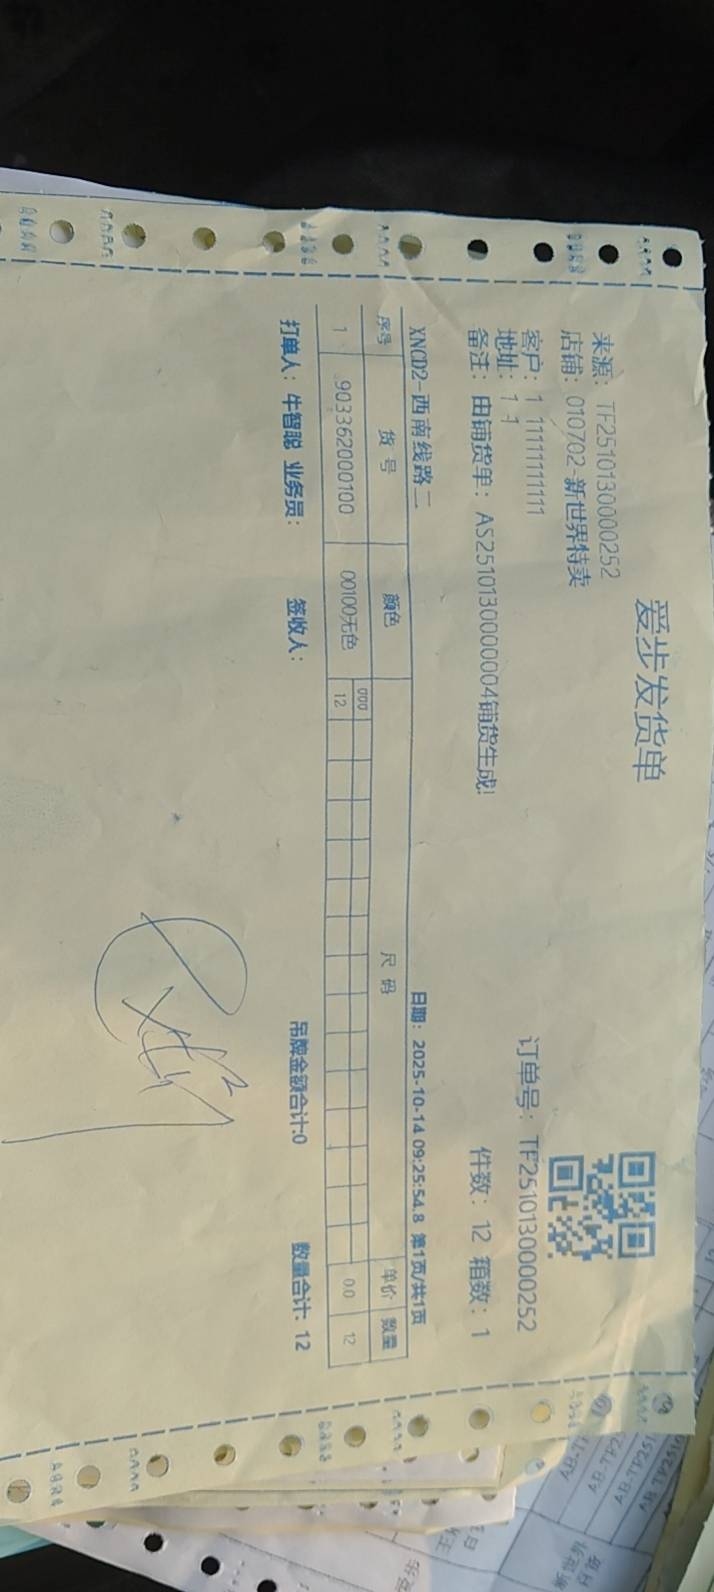 爱步发货单
来源：TF2510130000252
店铺：010702-新世界特卖
订单号：TF2510130000252
客户：1 11111111111
地址：1 1
备注：由铺货单：AS25101300000004铺货生成!
件数：12 箱数：1
XNCD2-西南线路二 日期：2025-10-14 09:25:54.8 第1页/共1页
序号 货号 颜色 尺码 单价 数量
000
1 903362000100 00100无色 12 0.0 12
打单人：牛智聪 业务员： 签收人： 吊牌金额合计:0 数量合计：12